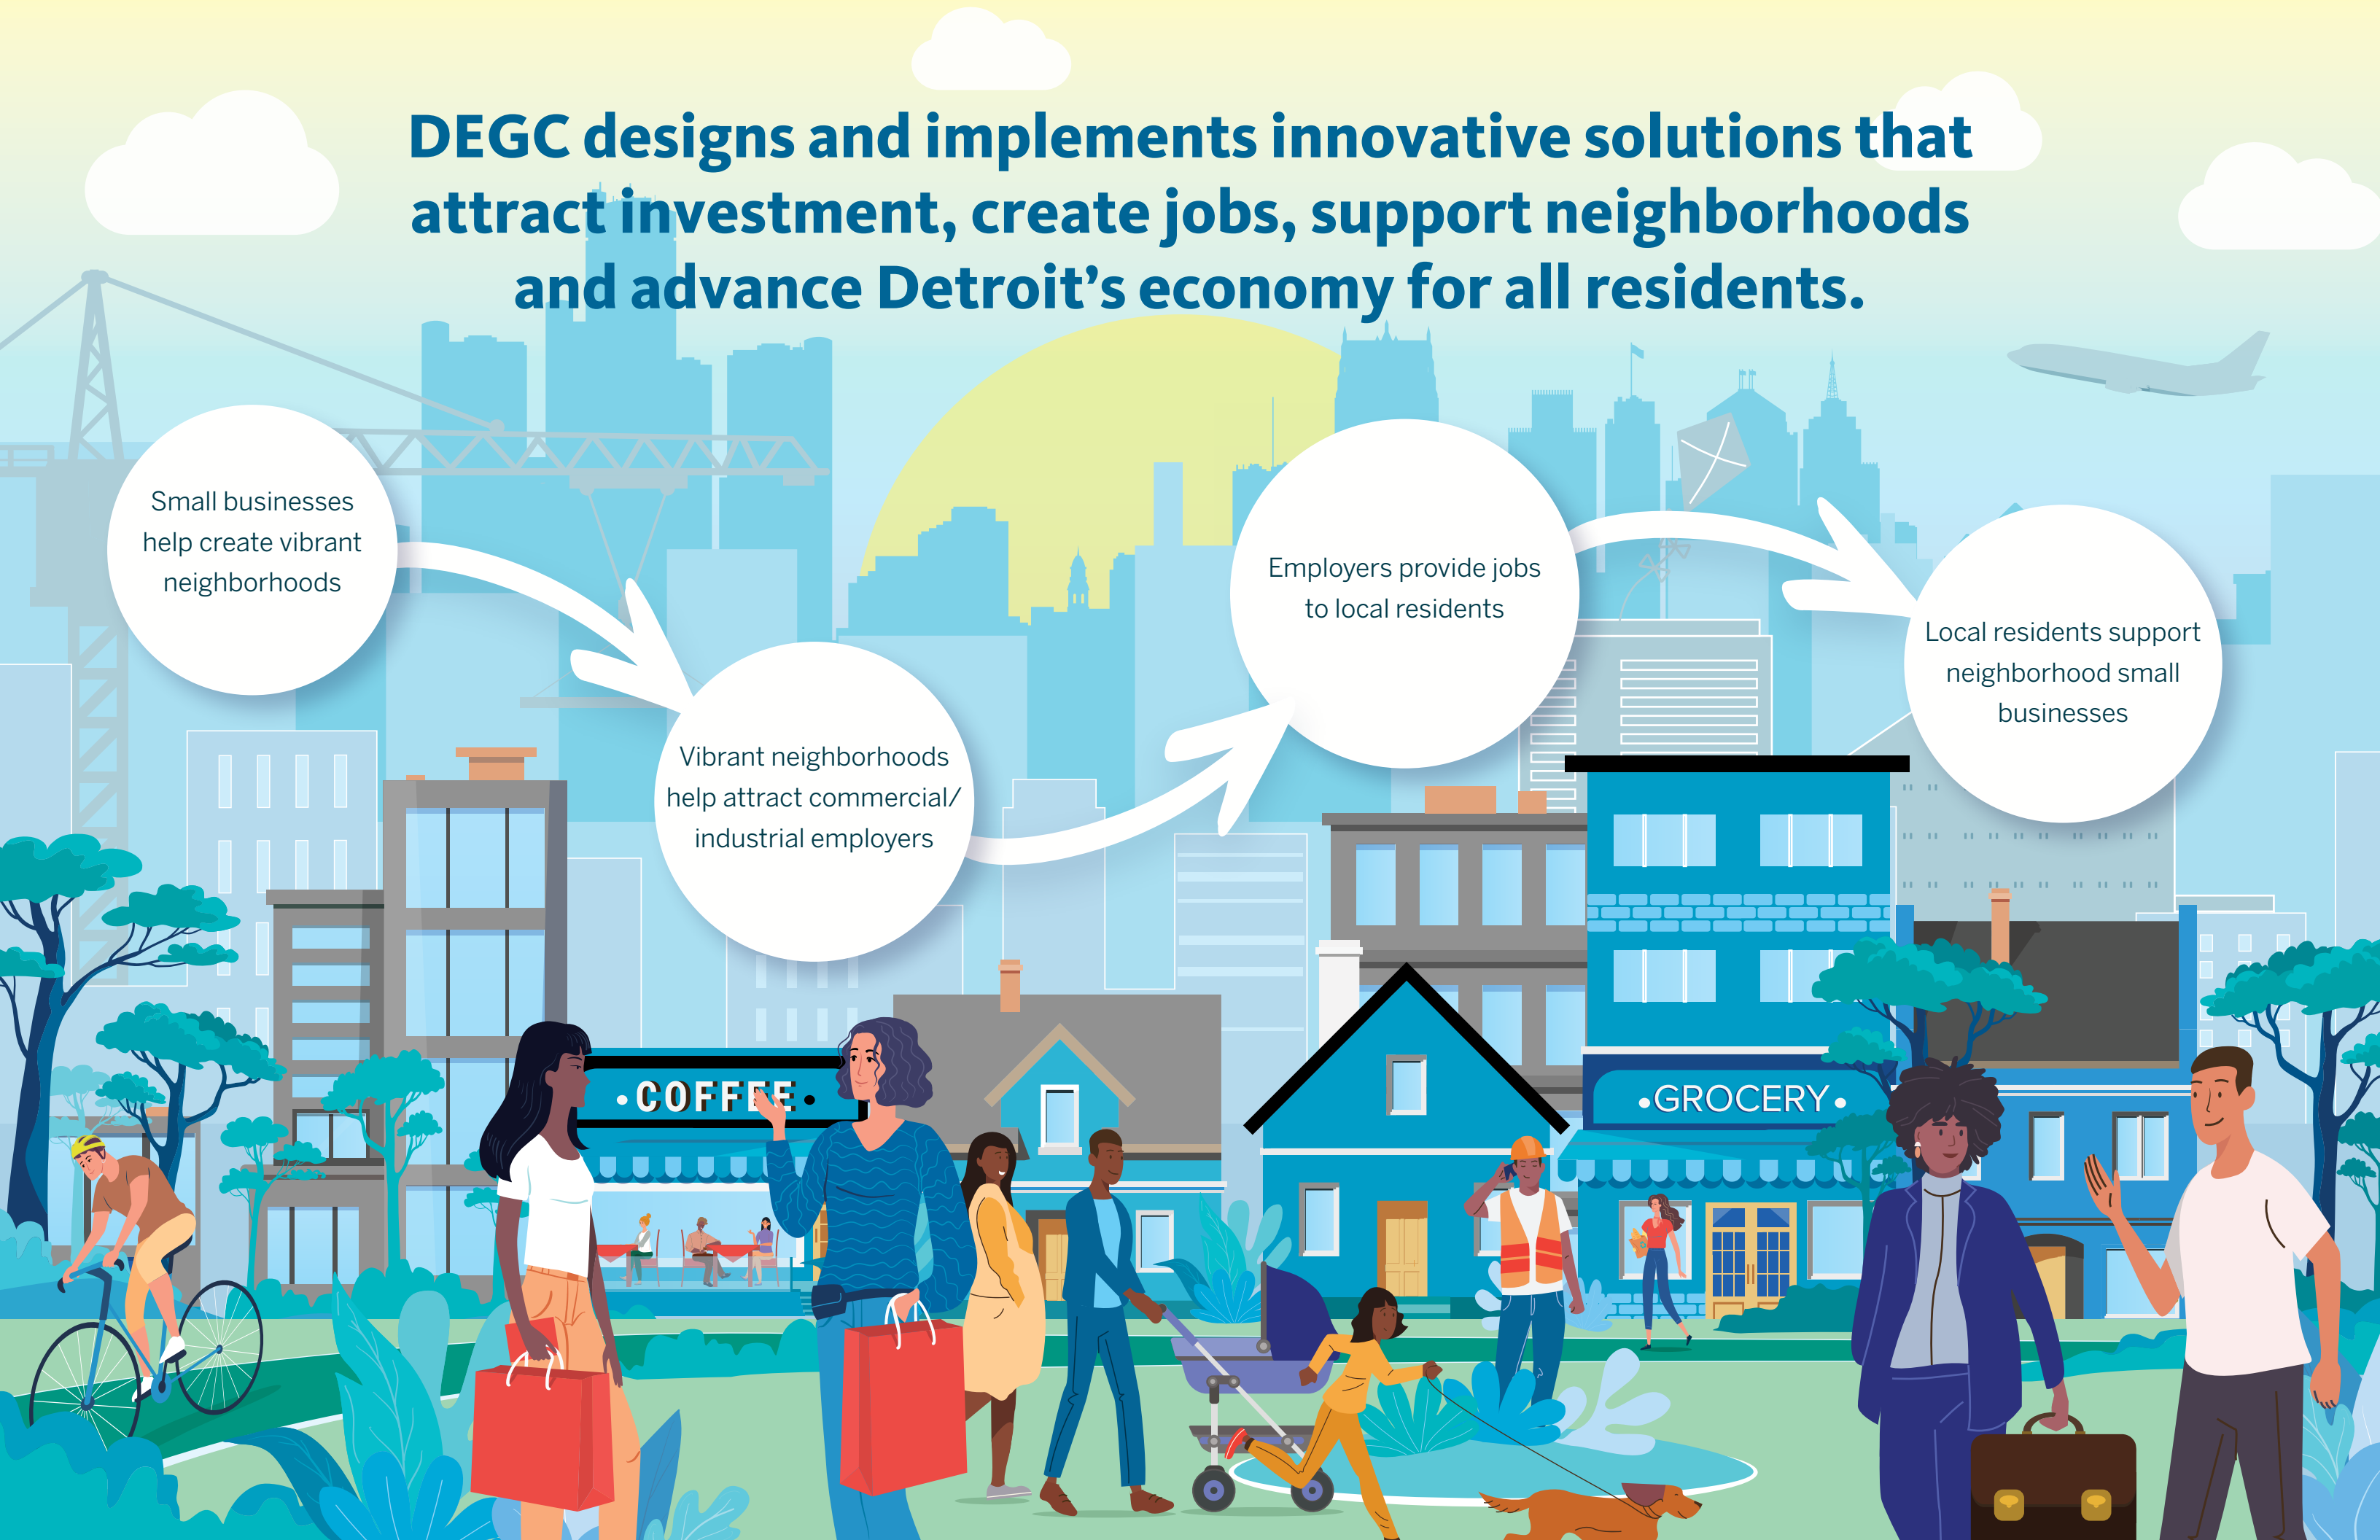 DEGC designs and implements innovative solutions that
attract investment, create jobs, support neighborhoods
and advance Detroit’s economy for all residents.
Small businesses
help create vibrant
neighborhoods
Vibrant neighborhoods
help attract commercial/
industrial employers
Employers provide jobs
to local residents
Local residents support
neighborhood small
businesses
•COFFEE•
•GROCERY•